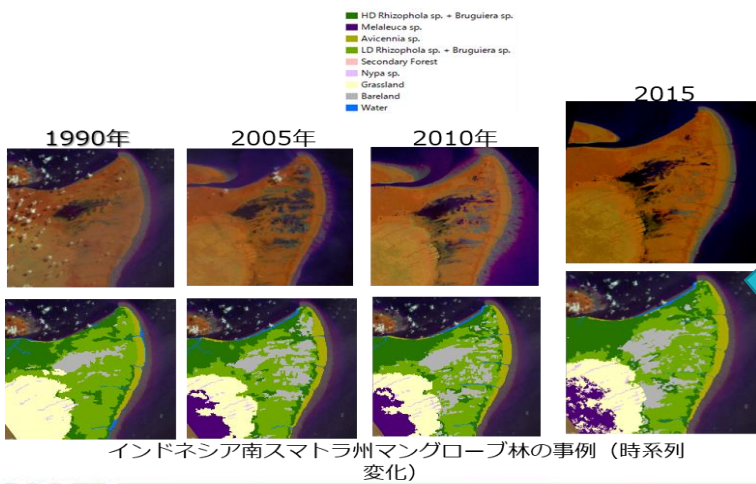 HD Rhizophola sp. + Bruguiera sp.
Melaleuca sp.
Avicennia sp.
LD Rhizophola sp. + Bruguiera sp.
Secondary Forest
Nypa sp.
Grassland
Bareland
Water
1990年
2005年
2010年
2015
インドネシア南スマトラ州マングローブ林の事例（時系列
変化）